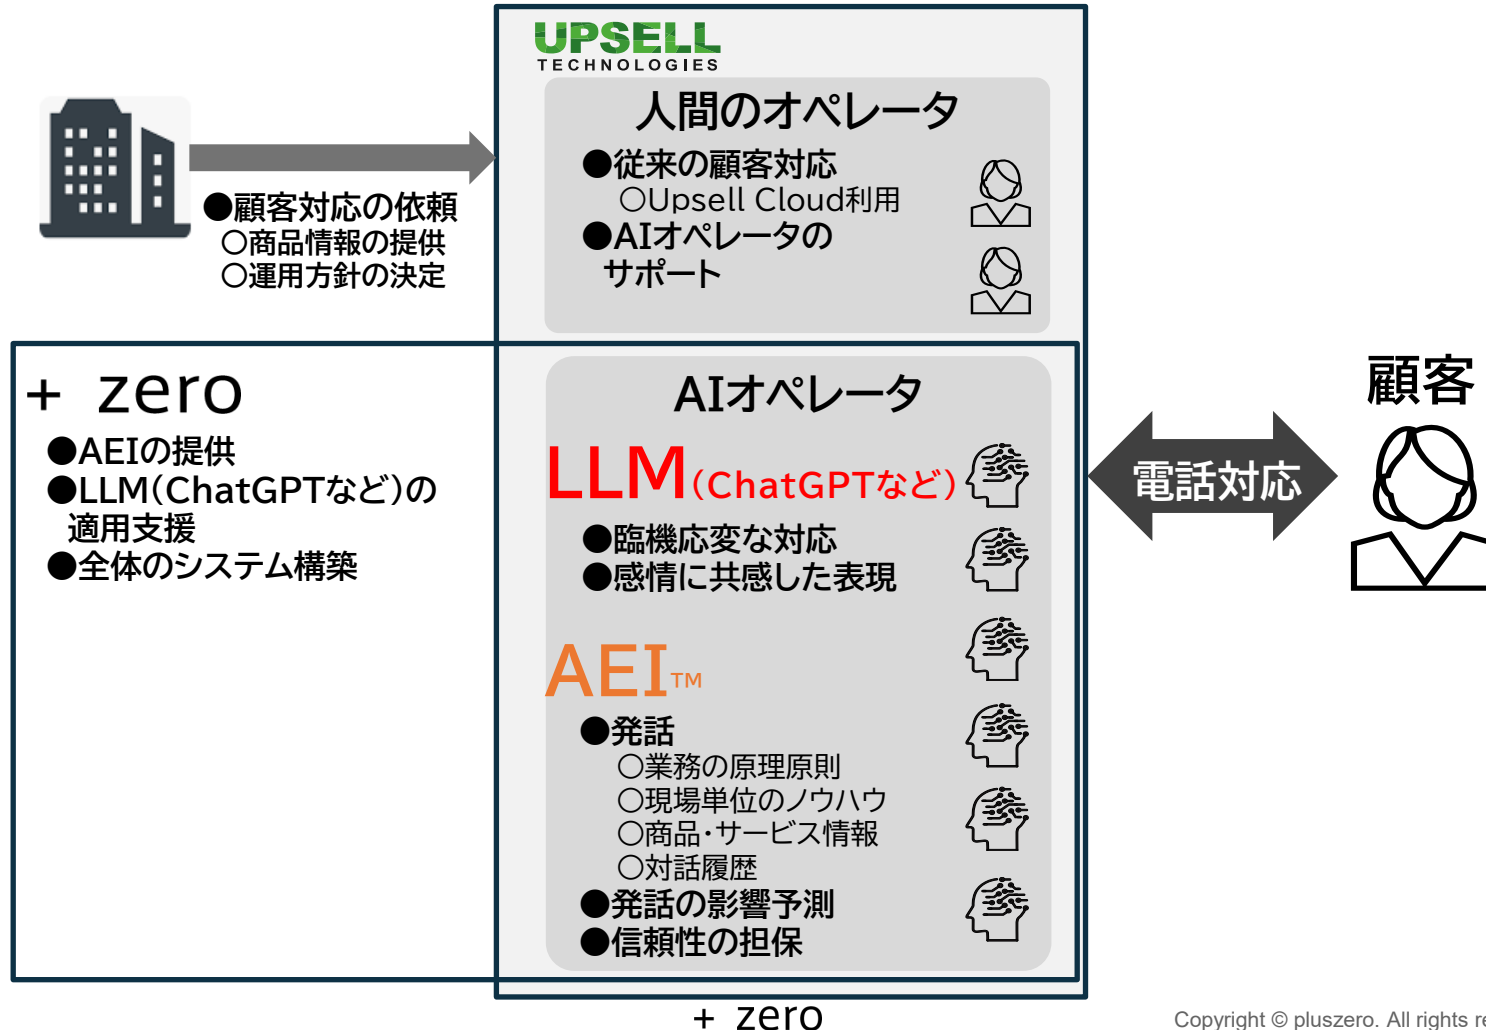 UPSELL
TECHNOLOGIES
人間のオペレータ
●従来の顧客対応
○Upsell Cloud利用
●AIオペレータの
サポート
●顧客対応の依頼
○商品情報の提供
○運用方針の決定
+ zero
●AEIの提供
●LLM(ChatGPTなど)の
適用支援
●全体のシステム構築
AIオペレータ
LLM(ChatGPTなど)
●臨機応変な対応
●感情に共感した表現
AEI™
●発話
○業務の原理原則
○現場単位のノウハウ
○商品・サービス情報
○対話履歴
●発話の影響予測
●信頼性の担保
電話対応
顧客
+ zero
Copyright © pluszero. All rights re